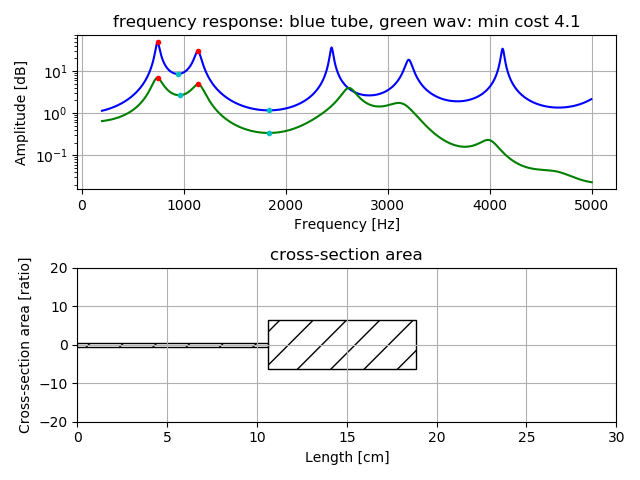 frequency response: blue tube, green wav: min cost 4.1
Amplitude [dB]
10¹
10⁰
10⁻¹
0 1000 2000 3000 4000 5000
Frequency [Hz]
cross-section area
Cross-section area [ratio]
20
10
0
−10
−20
0 5 10 15 20 25 30
Length [cm]